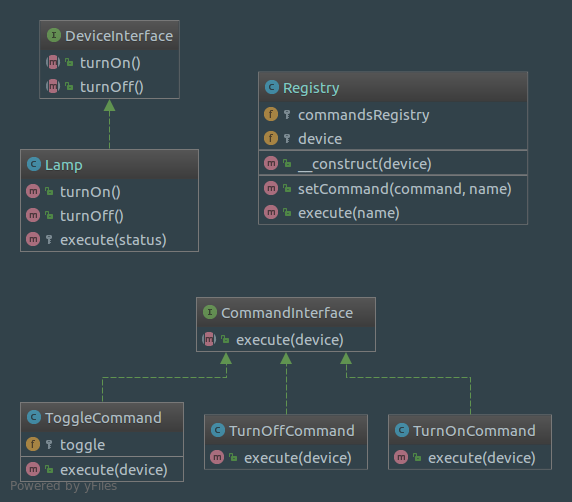 DeviceInterface
turnOn()
turnOff()
Lamp
turnOn()
turnOff()
execute(status)
Registry
commandsRegistry
device
__construct(device)
setCommand(command, name)
execute(name)
CommandInterface
execute(device)
ToggleCommand
toggle
execute(device)
TurnOffCommand
execute(device)
TurnOnCommand
execute(device)
Powered by yFiles